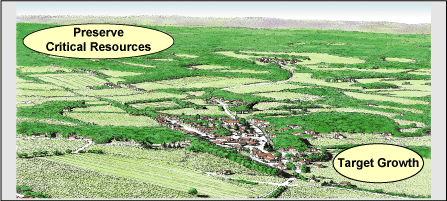 Preserve
Critical Resources
Target Growth